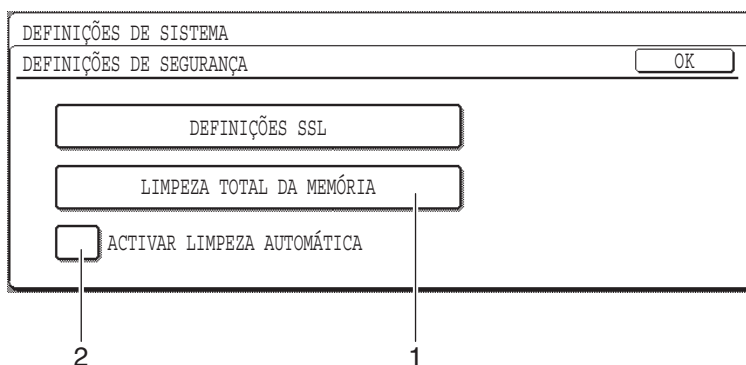 DEFINIÇÕES DE SISTEMA
DEFINIÇÕES DE SEGURANÇA
OK
DEFINIÇÕES SSL
LIMPEZA TOTAL DA MEMÓRIA
ACTIVAR LIMPEZA AUTOMÁTICA
2
1